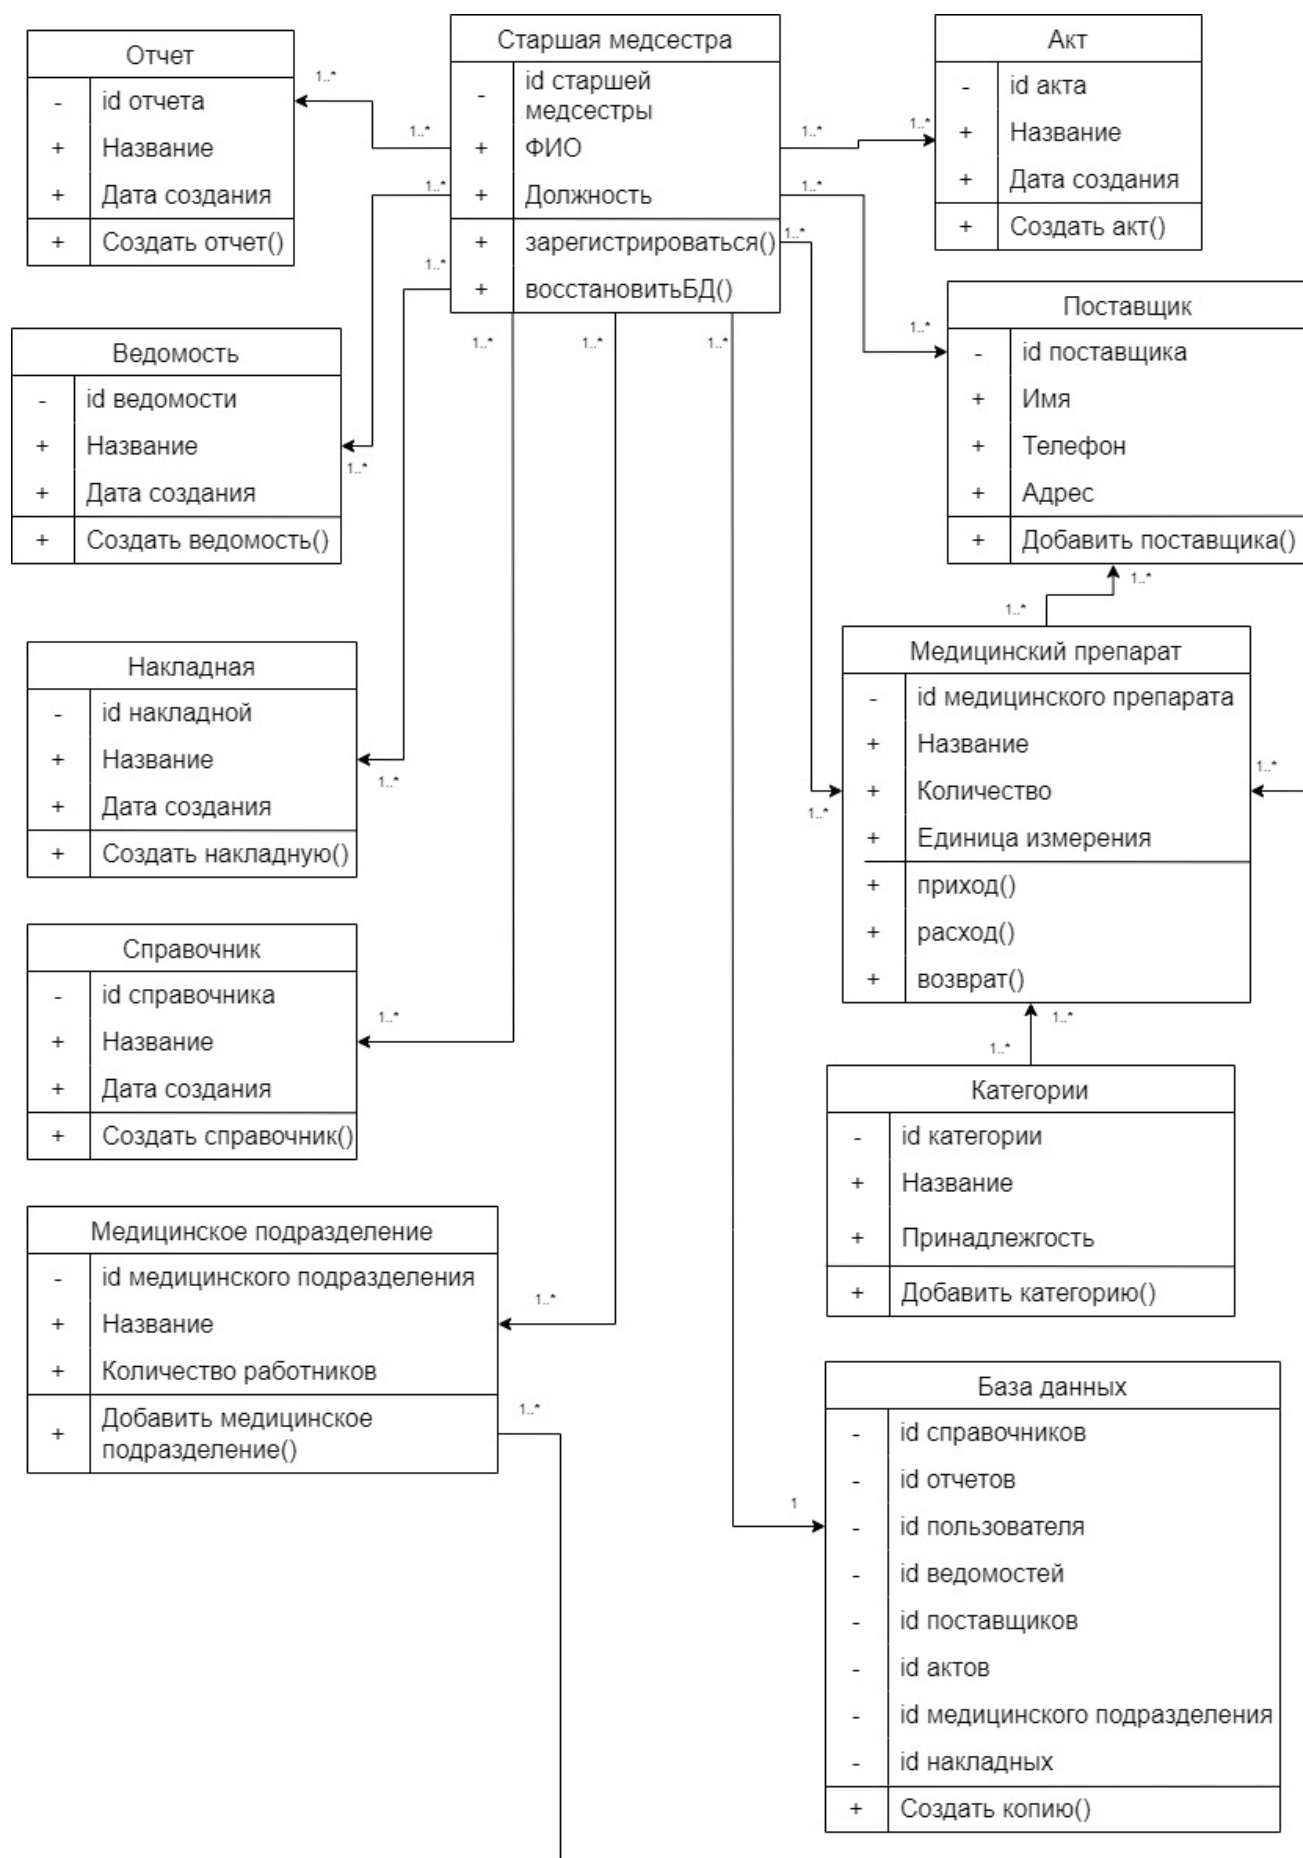 Отчет
- id отчета
+ Название
+ Дата создания
+ Создать отчет()
1..*
1..*
Старшая медсестра
- id старшей
медсестры
+ ФИО
+ Должность
+ зарегистрироваться()
+ восстановитьБД()
1..*
1..*
1..*
1..*
1..*
1..*
1..*
1..*
1..*
Акт
- id акта
+ Название
+ Дата создания
+ Создать акт()
1..*
Поставщик
- id поставщика
+ Имя
+ Телефон
+ Адрес
+ Добавить поставщика()
1..*
1..*
Ведомость
- id ведомости
+ Название
+ Дата создания
+ Создать ведомость()
1..*
Медицинский препарат
- id медицинского препарата
+ Название
+ Количество
+ Единица измерения
+ приход()
+ расход()
+ возврат()
1..*
1..*
1..*
1..*
Накладная
- id накладной
+ Название
+ Дата создания
+ Создать накладную()
1..*
Справочник
- id справочника
+ Название
+ Дата создания
+ Создать справочник()
1..*
Категории
- id категории
+ Название
+ Принадлежгость
+ Добавить категорию()
Медицинское подразделение
- id медицинского подразделения
+ Название
+ Количество работников
+ Добавить медицинское
подразделение()
1..*
1..*
База данных
- id справочников
- id отчетов
- id пользователя
- id ведомостей
- id поставщиков
- id актов
- id медицинского подразделения
- id накладных
+ Создать копию()
1